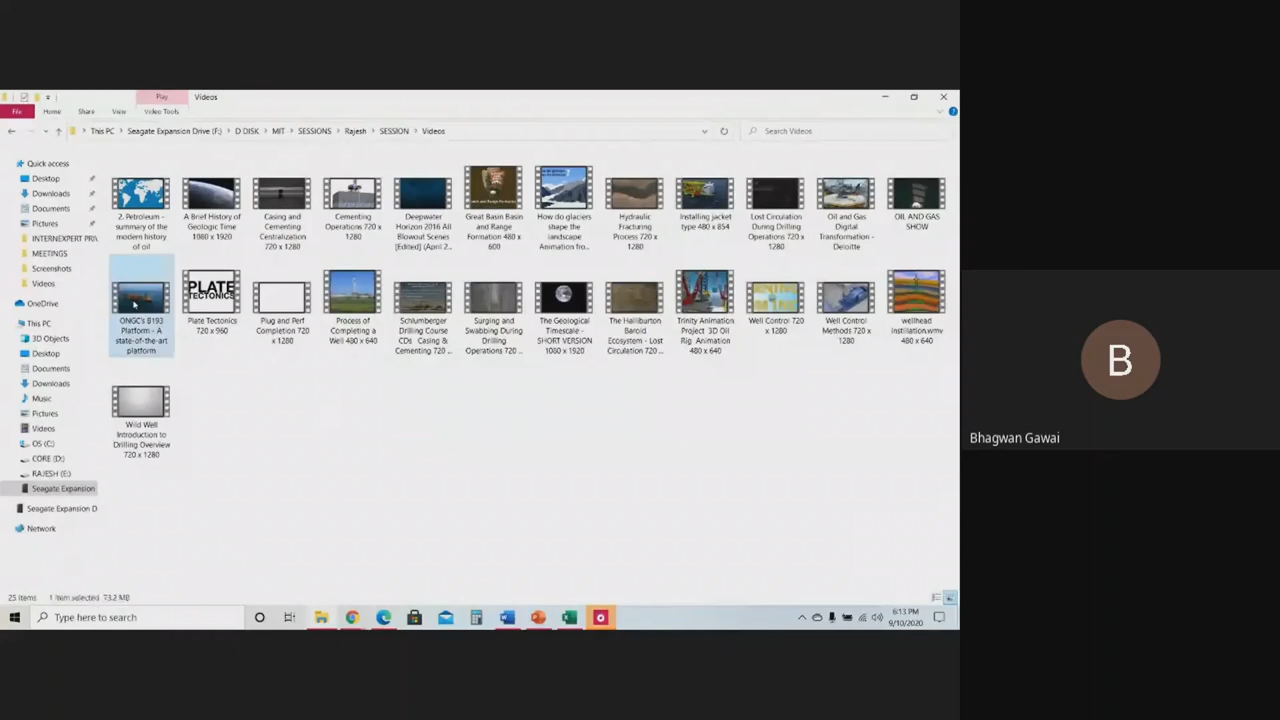 Play
Videos
File
Home
Share
View
Video Tools
This PC
Seagate Expansion Drive (F:)
D DISK
MIT
SESSIONS
Rajesh
SESSION
Videos
Search Videos
Quick access
Desktop
Downloads
Documents
Pictures
INTERNEXPERT PRIV
MEETINGS
Screenshots
Videos
OneDrive
This PC
3D Objects
Desktop
Documents
Downloads
Music
Pictures
Videos
OS (C:)
CORE (D:)
RAJESH (E:)
Seagate Expansion
Seagate Expansion D
Network
2. Petroleum -
summary of the
modern history
of oil
A Brief History of
Geologic Time
1080 x 1920
Casing and
Cementing
Centralization
720 x 1280
Cementing
Operations 720 x
1280
Deepwater
Horizon 2016 All
Blowout Scenes
[Edited] (April 2...
Great Basin Basin
and Range
Formation 480 x
600
How do glaciers
shape the
landscape
Animation fro...
Hydraulic
Fracturing
Process 720 x
1280
Installing jacket
type 480 x 854
Lost Circulation
During Drilling
Operations 720 x
1280
Oil and Gas
Digital
Transformation -
Deloitte
OIL AND GAS
SHOW
ONGC's B193
Platform - A
state-of-the-art
platform
PLATE
TECTONICS
Plate Tectonics
720 x 960
Plug and Perf
Completion 720
x 1280
Process of
Completing a
Well 480 x 640
Schlumberger
Drilling Course
CDs Casing &
Cementing 720 ...
Surging and
Swabbing During
Drilling
Operations 720 ...
The Geological
Timescale -
SHORT VERSION
1080 x 1920
The Halliburton
Baroid
Ecosystem - Lost
Circulation 720 ...
Trinity Animation
Project 3D Oil
Rig Animation
480 x 640
Well Control 720
x 1280
Well Control
Methods 720 x
1280
wellhead
instillation.wmv
480 x 640
Wild Well
Introduction to
Drilling Overview
720 x 1280
25 items
1 item selected 73.2 MB
Type here to search
6:13 PM
9/10/2020
B
Bhagwan Gawai